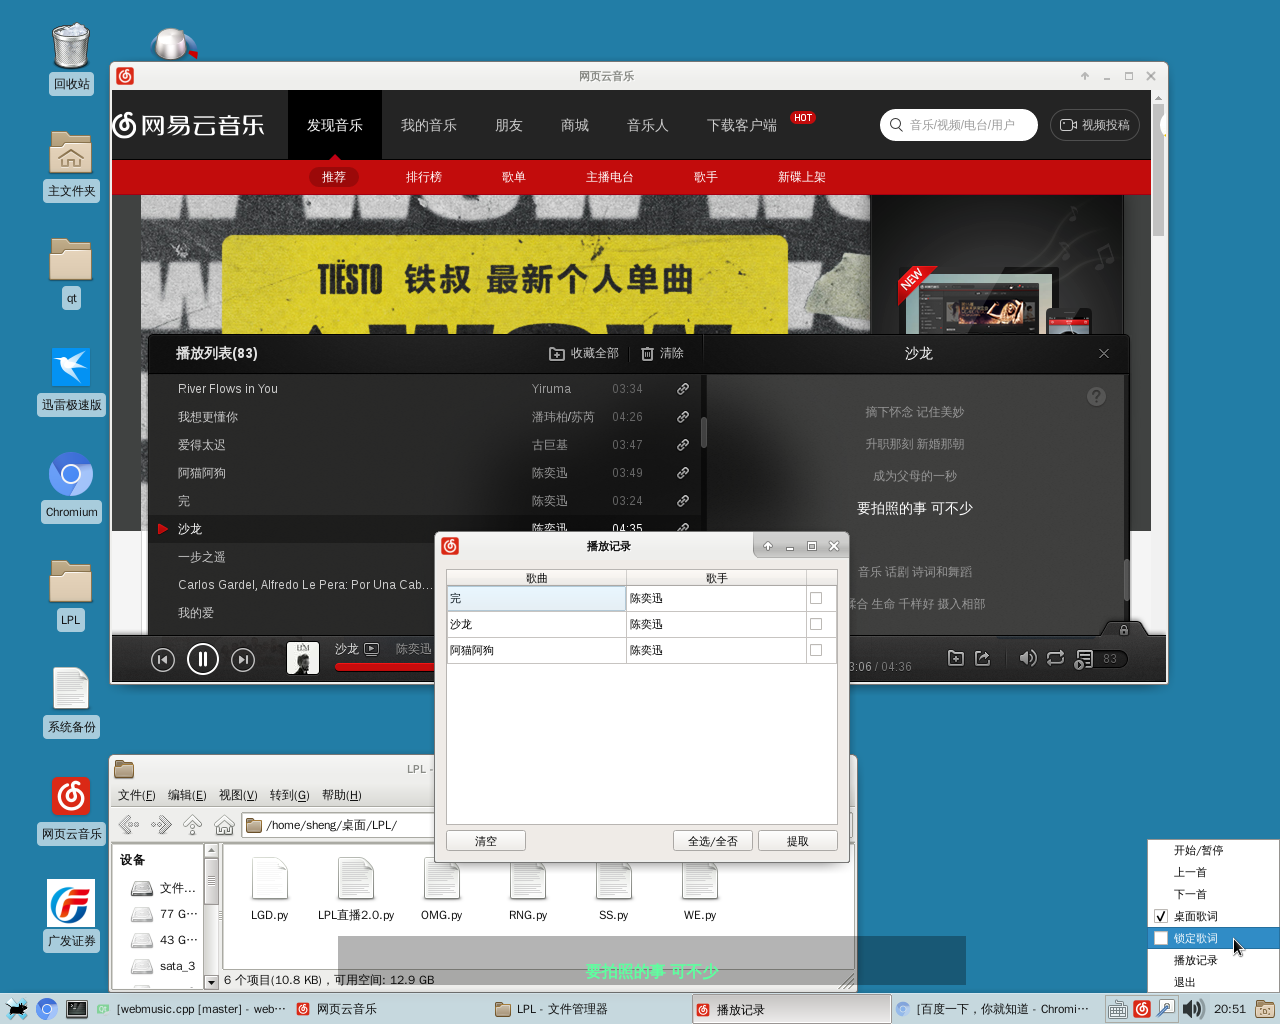 回收站
主文件夹
qt
迅雷极速版
Chromium
LPL
系统备份
网页云音乐
广发证券
网页云音乐
网易云音乐
发现音乐 我的音乐 朋友 商城 音乐人 下载客户端 HOT
音乐/视频/电台/用户
视频投稿
推荐 排行榜 歌单 主播电台 歌手 新碟上架
TIËSTO 铁叔 最新个人单曲
NEW
播放列表(83) 收藏全部 清除 沙龙
River Flows in You Yiruma 03:34
我想更懂你 潘玮柏/苏芮 04:26
爱得太迟 古巨基 03:47
阿猫阿狗 陈奕迅 03:49
完 陈奕迅 03:24
沙龙 陈奕迅 04:35
一步之遥
Carlos Gardel, Alfredo Le Pera: Por Una Cab...
我的爱
摘下怀念 记住美妙
升职那刻 新婚那朝
成为父母的一秒
要拍照的事 可可少
音乐 话剧 诗词和舞蹈
合 生命 千样好 摄入相部
沙龙 陈奕迅
3:06 / 04:36
83
播放记录
歌曲 歌手
完 陈奕迅
沙龙 陈奕迅
阿猫阿狗 陈奕迅
清空 全选/全否 提取
LPL -
文件(F) 编辑(E) 视图(V) 转到(G) 帮助(H)
/home/sheng/桌面/LPL/
设备
文件...
77 G…
43 G…
sata_3
LGD.py LPL直播2.0.py OMG.py RNG.py SS.py WE.py
6 个项目(10.8 KB)，可用空间: 12.9 GB
要拍照的事 可不少
开始/暂停
上一首
下一首
桌面歌词
锁定歌词
播放记录
退出
[webmusic.cpp [master] - web… 网页云音乐 LPL - 文件管理器 播放记录 [百度一下，你就知道 - Chromi… 20:51